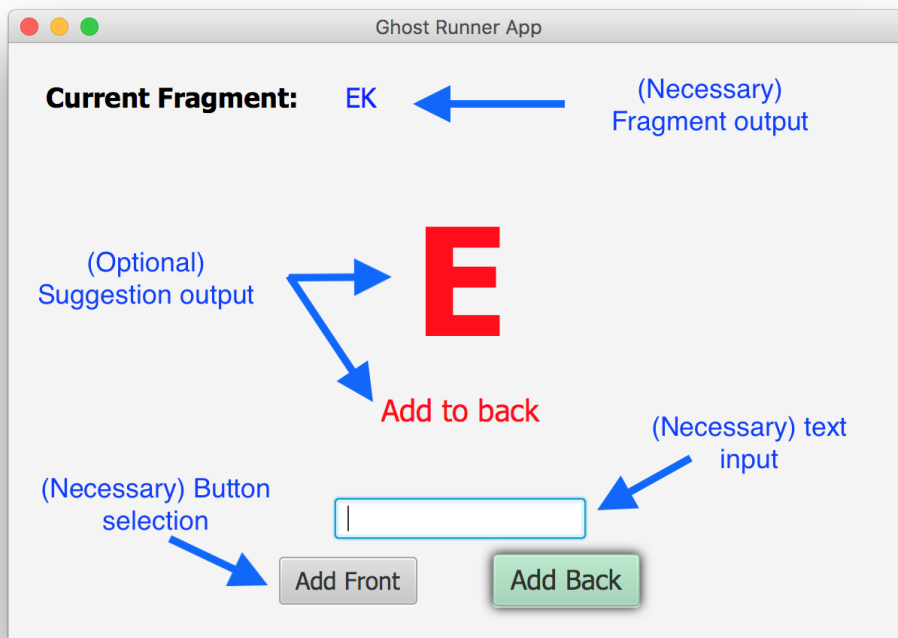 Ghost Runner App
Current Fragment: EK
(Necessary)
Fragment output
(Optional)
Suggestion output
E
Add to back
(Necessary) text
input
(Necessary) Button
selection
Add Front
Add Back